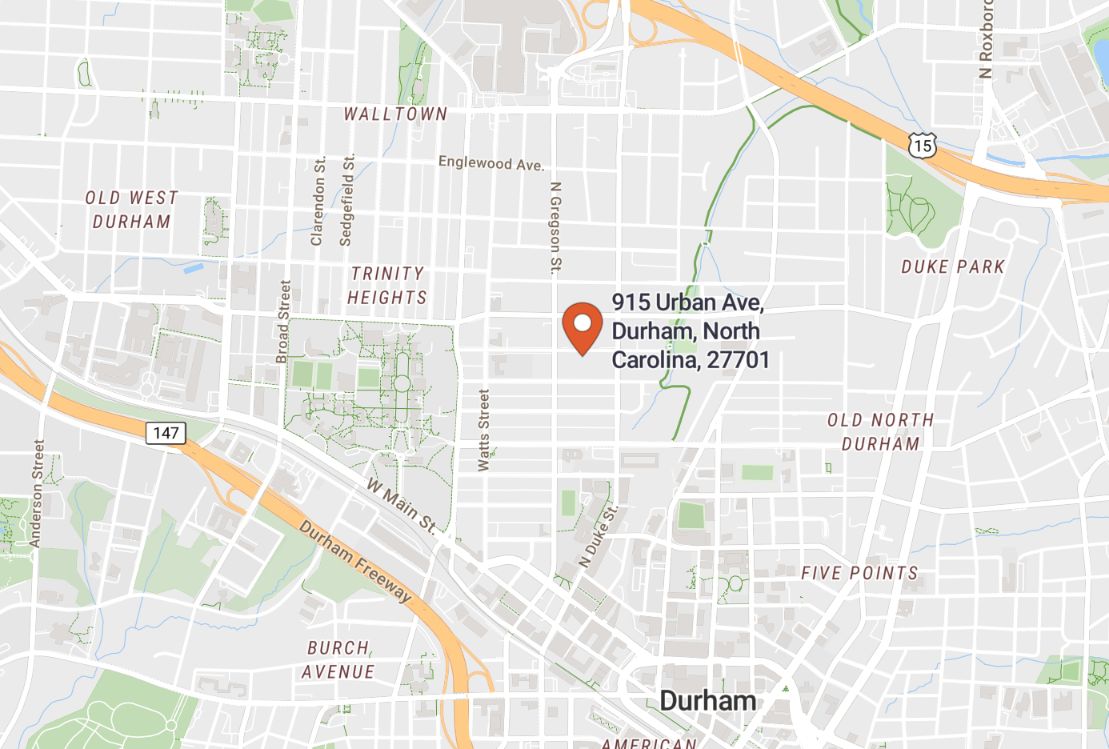 N Roxboro
WALLTOWN
15
Englewood Ave.
Clarendon St.
Sedgefield St.
N Gregson St.
OLD WEST
DURHAM
DUKE PARK
TRINITY
HEIGHTS
Broad Street
915 Urban Ave,
Durham, North
Carolina, 27701
Watts Street
OLD NORTH
DURHAM
147
Anderson Street
W Main St.
Durham Freeway
N Duke St.
FIVE POINTS
BURCH
AVENUE
Durham
AMERICAN